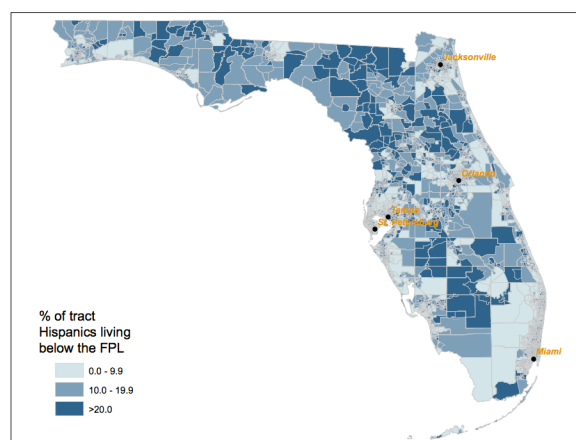 Jacksonville
Orlando
Tampa
St. Petersburg
Miami
% of tract
Hispanics living
below the FPL
0.0 - 9.9
10.0 - 19.9
>20.0